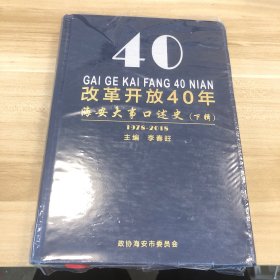 40
GAI GE KAI FANG 40 NIAN
改革开放40年
海安大事口述史(下辑)
1978-2018
主编 李春旺
政协海安市委员会